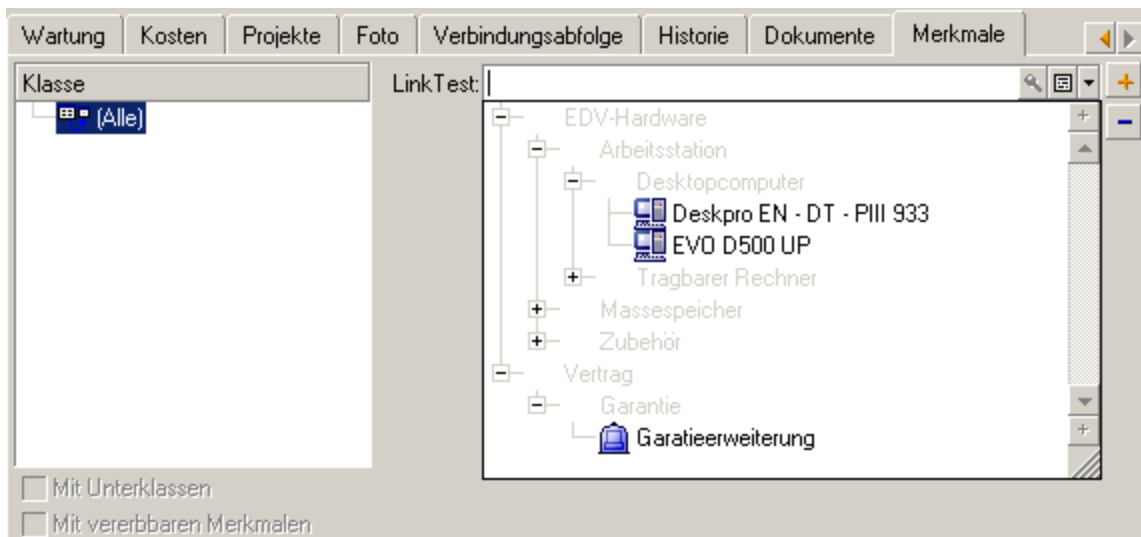 Wartung Kosten Projekte Foto Verbindungsabfolge Historie Dokumente Merkmale
Klasse
(Alle)
LinkTest:
EDV-Hardware
Arbeitsstation
Desktopcomputer
Deskpro EN - DT - PIII 933
EVO D500 UP
Tragbarer Rechner
Massespeicher
Zubehör
Vertrag
Garantie
Garatieerweiterung
Mit Unterklassen
Mit vererbbaren Merkmalen